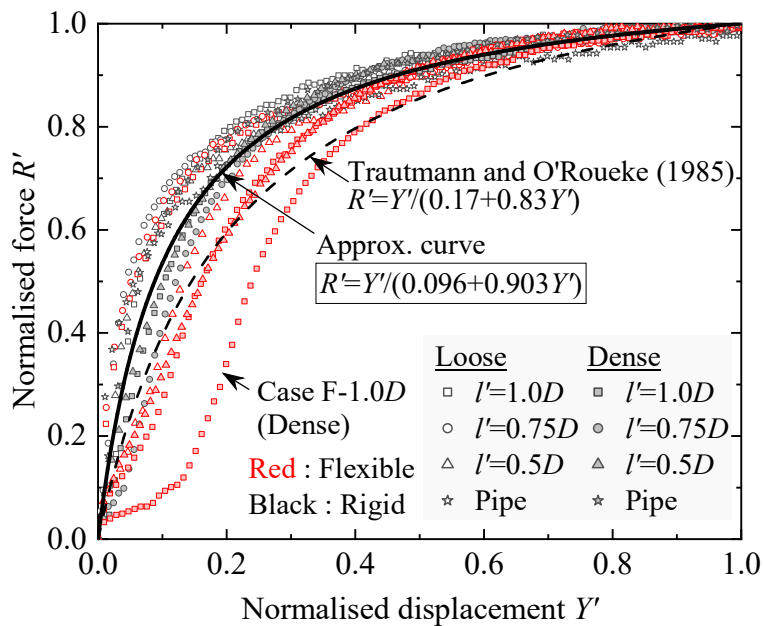 1.0
0.8
0.6
0.4
0.2
0.0
Normalised force R'
Trautmann and O'Roueke (1985)
R'=Y'/(0.17+0.83Y')
Approx. curve
R'=Y'/(0.096+0.903Y')
Case F-1.0D
(Dense)
Red : Flexible
Black : Rigid
Loose Dense
l'=1.0D l'=1.0D
l'=0.75D l'=0.75D
l'=0.5D l'=0.5D
Pipe Pipe
0.0 0.2 0.4 0.6 0.8 1.0
Normalised displacement Y'